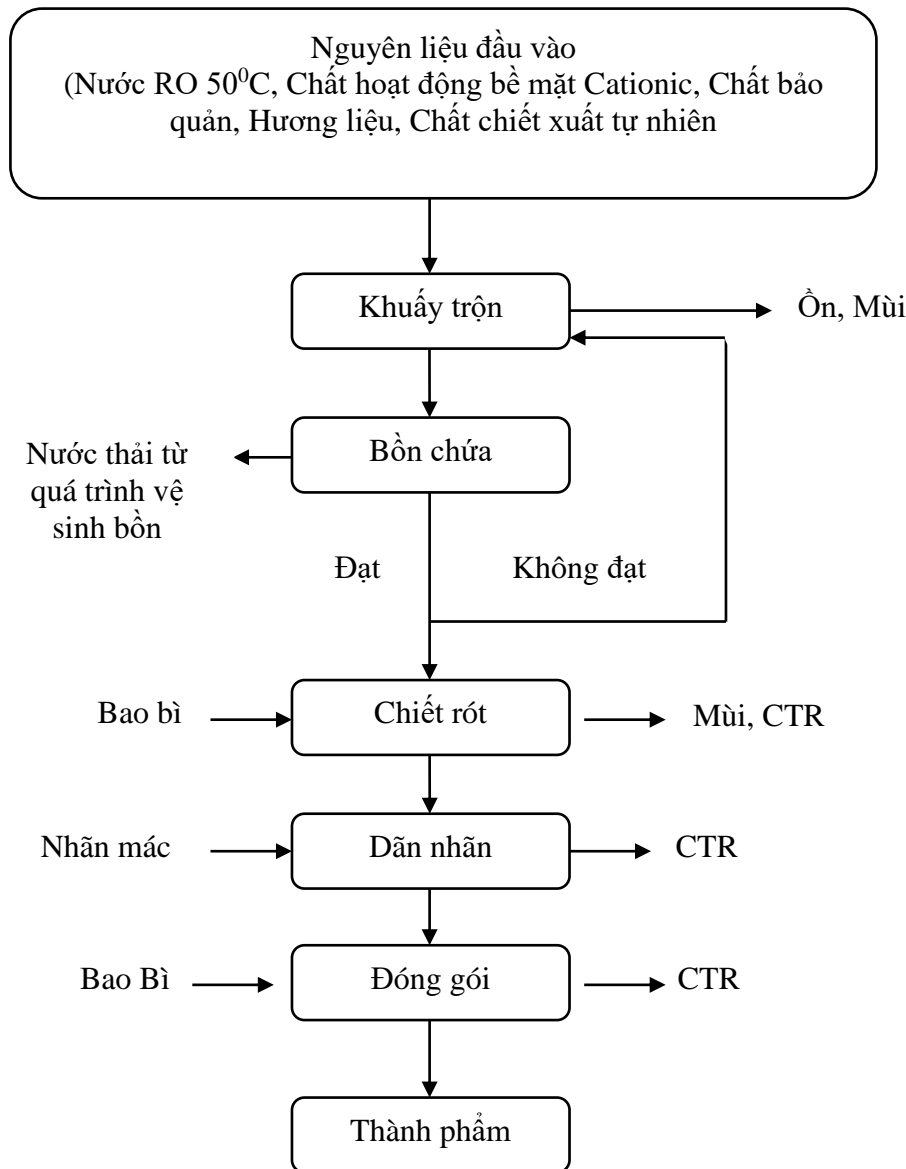 Nguyên liệu đầu vào
(Nước RO 50⁰C, Chất hoạt động bề mặt Cationic, Chất bảo
quản, Hương liệu, Chất chiết xuất tự nhiên
Khuấy trộn
Ồn, Mùi
Bồn chứa
Nước thải từ
quá trình vệ
sinh bồn
Đạt
Không đạt
Bao bì
Chiết rót
Mùi, CTR
Nhãn mác
Dãn nhãn
CTR
Bao Bì
Đóng gói
CTR
Thành phẩm